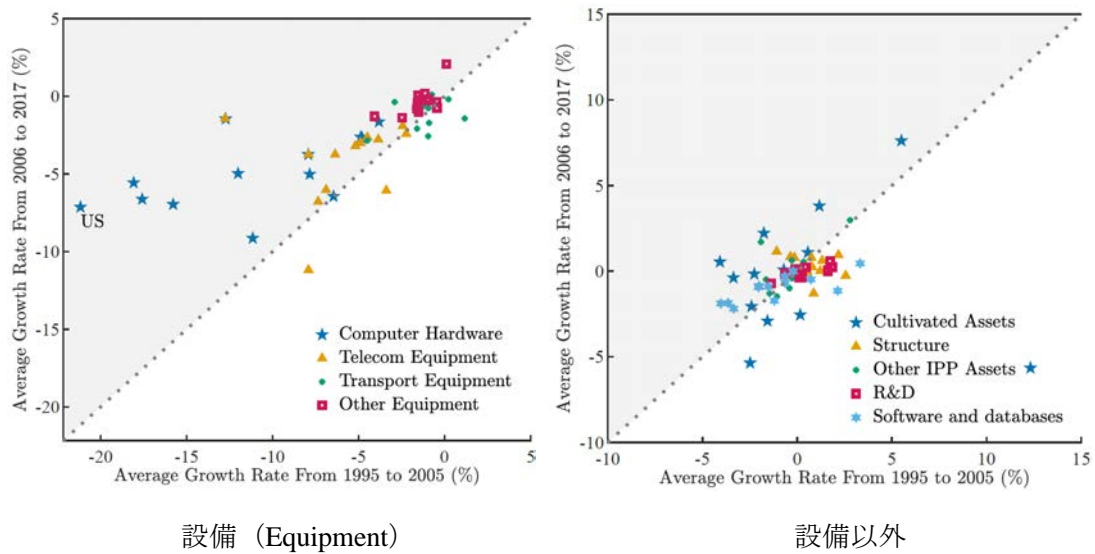 5
0
-5
-10
-15
-20
Average Growth Rate From 2006 to 2017 (%)
US
Computer Hardware
Telecom Equipment
Transport Equipment
Other Equipment
-20
-15
-10
-5
0
5
Average Growth Rate From 1995 to 2005 (%)
設備（Equipment）
15
10
5
0
-5
-10
Average Growth Rate From 2006 to 2017 (%)
Cultivated Assets
Structure
Other IPP Assets
R&D
Software and databases
-10
-5
0
5
10
15
Average Growth Rate From 1995 to 2005 (%)
設備以外